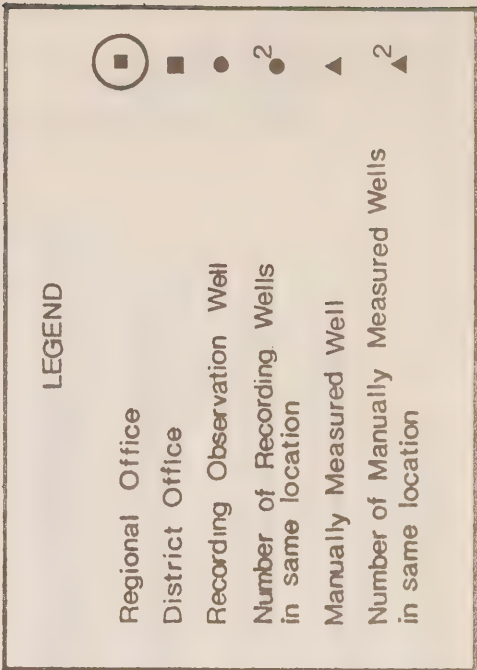 LEGEND
Regional Office
District Office
Recording Observation Well
Number of Recording Wells 2
in same location
Manually Measured Well
Number of Manually Measured Wells 2
in same location